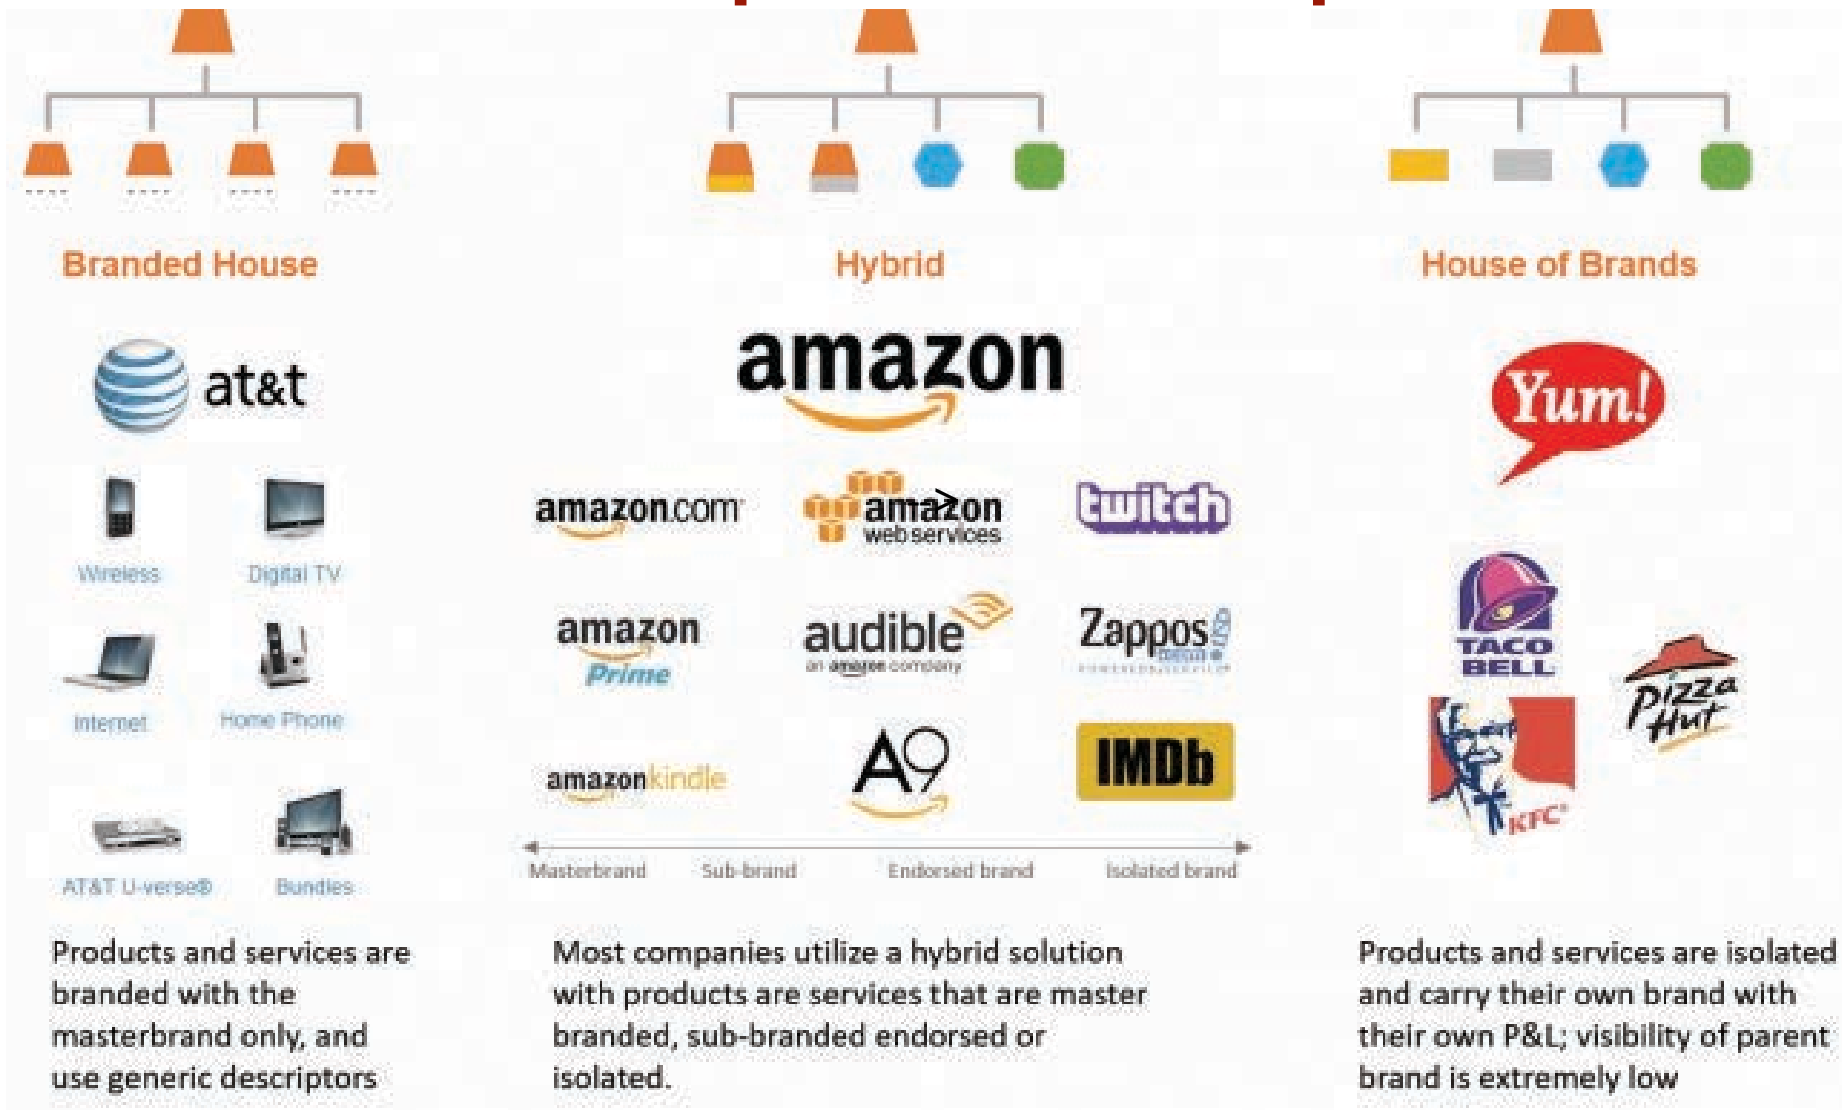 Branded House
at&t
Wireless
Digital TV
Internet
Home Phone
AT&T U-verse®
Bundles
Products and services are
branded with the
masterbrand only, and
use generic descriptors
Hybrid
amazon
amazon.com
amazon
web services
twitch
amazon
Prime
audible
an amazon company
Zappos
amazonkindle
A9
IMDb
Masterbrand
Sub-brand
Endorsed brand
Isolated brand
Most companies utilize a hybrid solution
with products are services that are master
branded, sub-branded endorsed or
isolated.
House of Brands
Yum!
TACO
BELL
Pizza
Hut
KFC
Products and services are isolated
and carry their own brand with
their own P&L; visibility of parent
brand is extremely low